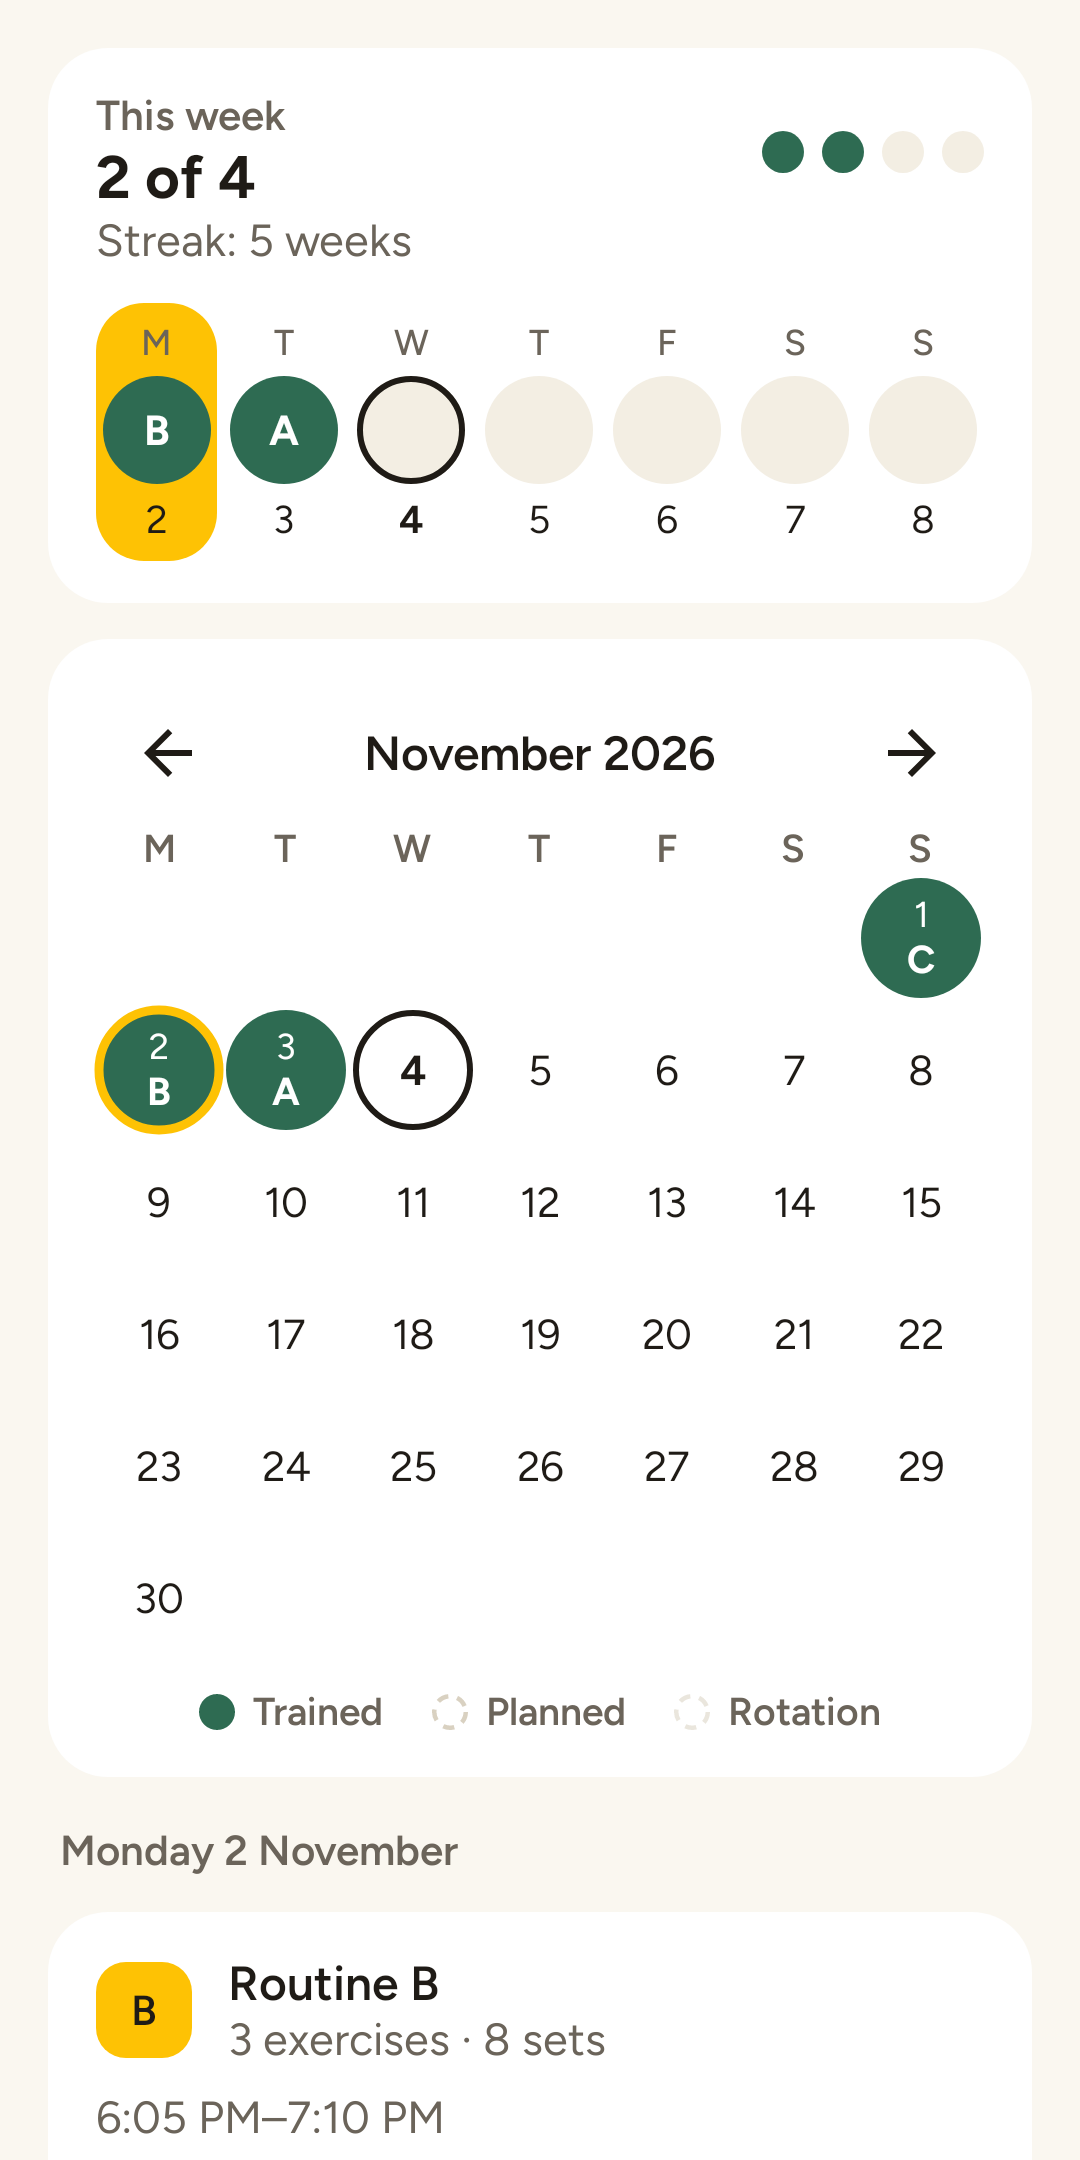 This week
2 of 4
Streak: 5 weeks
M T W T F S S
B A
2 3 4 5 6 7 8
November 2026
M T W T F S S
1
C
2 3 4 5 6 7 8
B A
9 10 11 12 13 14 15
16 17 18 19 20 21 22
23 24 25 26 27 28 29
30
Trained Planned Rotation
Monday 2 November
B Routine B
3 exercises · 8 sets
6:05 PM–7:10 PM